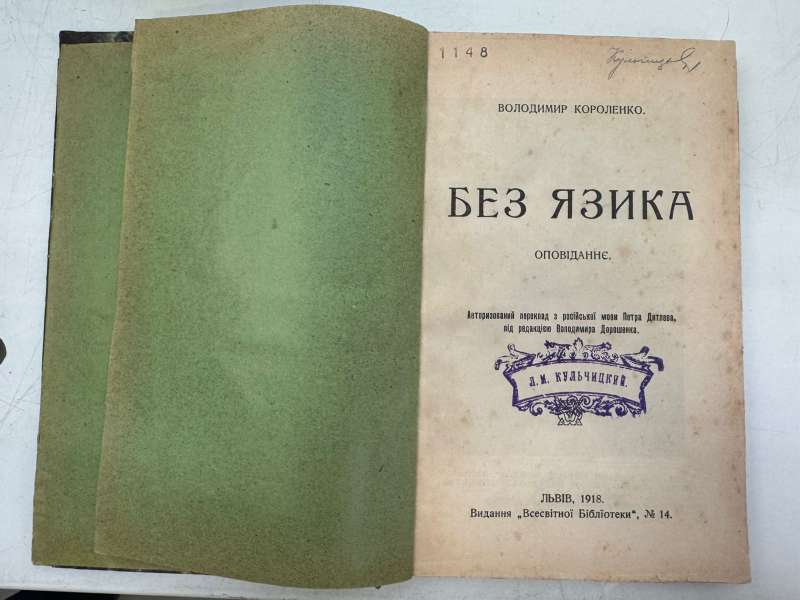 1148
ВОЛОДИМИР КОРОЛЕНКО.
БЕЗ ЯЗИКА
ОПОВІДАННЄ.
Авторизований переклад з російської мови Петра Дятлова,
під редакцією Володимира Дорошенка.
Л. М. КУЛЬЧИЦКИЙ.
ЛЬВІВ, 1918.
Видання „Всесвітної Бібліотеки", № 14.